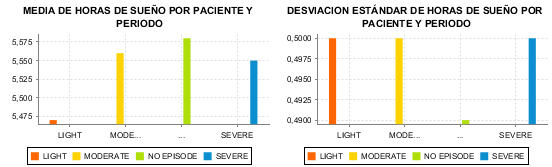 MEDIA DE HORAS DE SUEÑO POR PACIENTE Y
PERIODO
5,575
5,550
5,525
5,500
5,475
LIGHT MODE... ... SEVERE
LIGHT MODERATE NO EPISODE SEVERE
DESVIACION ESTÁNDAR DE HORAS DE SUEÑO POR
PACIENTE Y PERIODO
0,5000
0,4975
0,4950
0,4925
0,4900
LIGHT MODE... ... SEVERE
LIGHT MODERATE NO EPISODE SEVERE